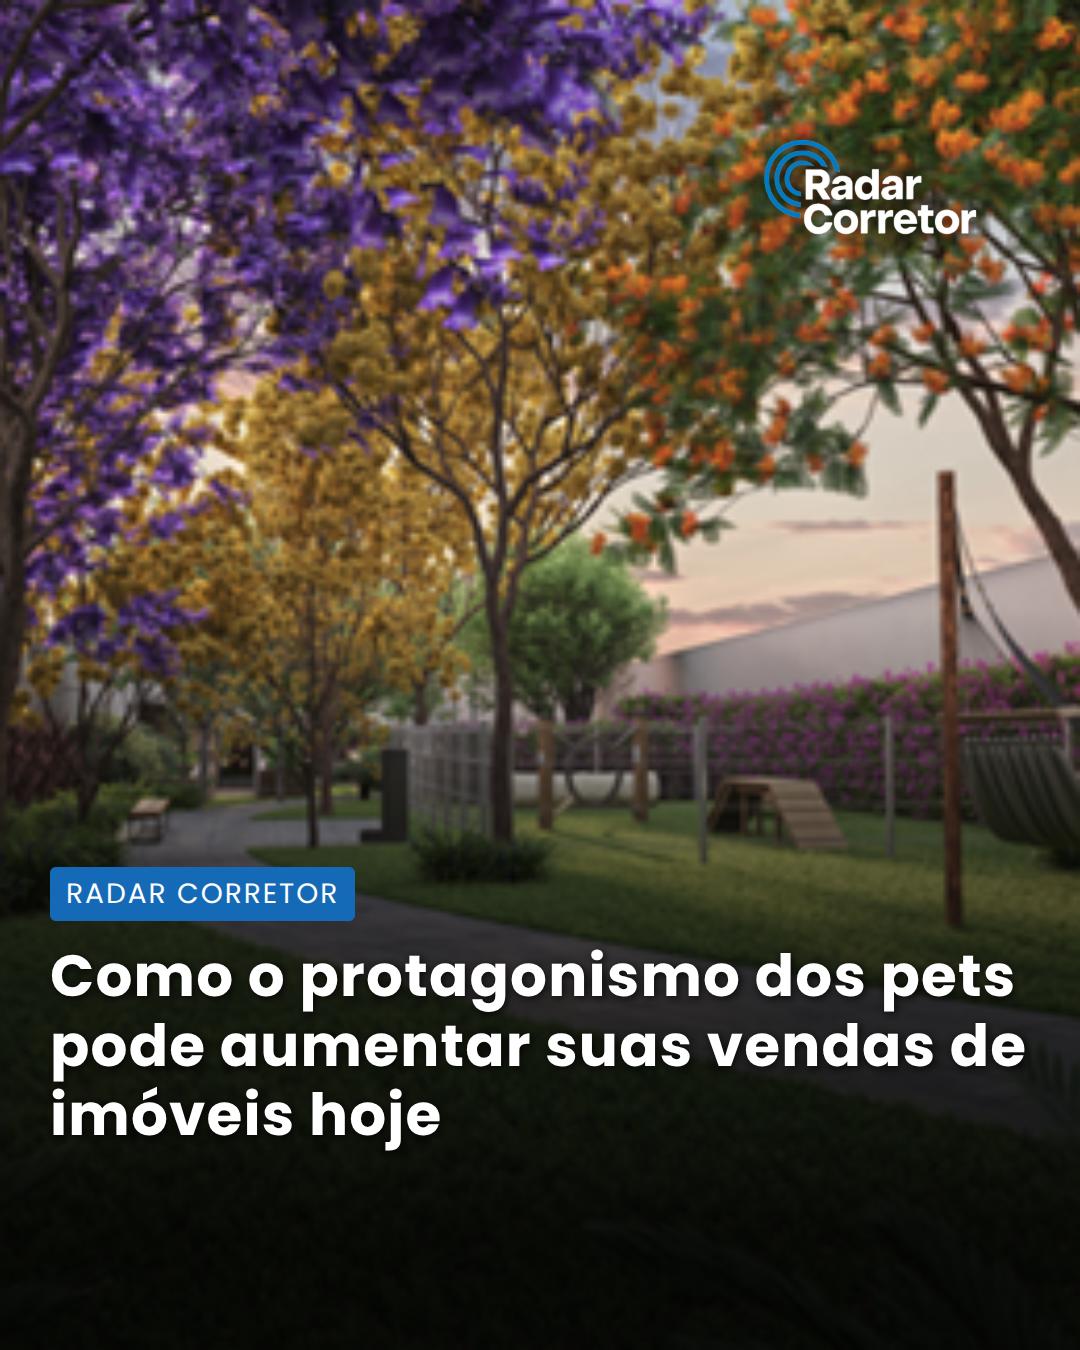 Radar
Corretor
RADAR CORRETOR
Como o protagonismo dos pets
pode aumentar suas vendas de
imóveis hoje